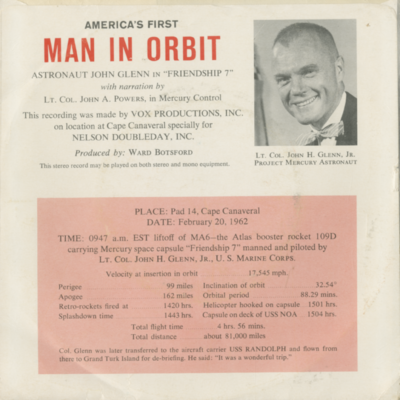 AMERICA'S FIRST
MAN IN ORBIT
ASTRONAUT JOHN GLENN IN "FRIENDSHIP 7"
with narration by
LT. COL. JOHN A. POWERS, in Mercury Control
This recording was made by VOX PRODUCTIONS, INC.
on location at Cape Canaveral specially for
NELSON DOUBLEDAY, INC.
Produced by: WARD BOTSFORD
This stereo record may be played on both stereo and mono equipment.
LT. COL. JOHN H. GLENN, JR.
PROJECT MERCURY ASTRONAUT
PLACE: Pad 14, Cape Canaveral
DATE: February 20, 1962
TIME: 0947 a.m. EST liftoff of MA6—the Atlas booster rocket 109D
carrying Mercury space capsule "Friendship 7" manned and piloted by
LT. COL. JOHN H. GLENN, JR., U. S. MARINE CORPS.
Velocity at insertion in orbit 17,545 mph.
Perigee 99 miles Inclination of orbit 32.54°
Apogee 162 miles Orbital period 88.29 mins.
Retro-rockets fired at 1420 hrs. Helicopter hooked on capsule 1501 hrs.
Splashdown time 1443 hrs. Capsule on deck of USS NOA 1504 hrs.
Total flight time 4 hrs. 56 mins.
Total distance about 81,000 miles
Col. Glenn was later transferred to the aircraft carrier USS RANDOLPH and flown from
there to Grand Turk Island for de-briefing. He said: "It was a wonderful trip."